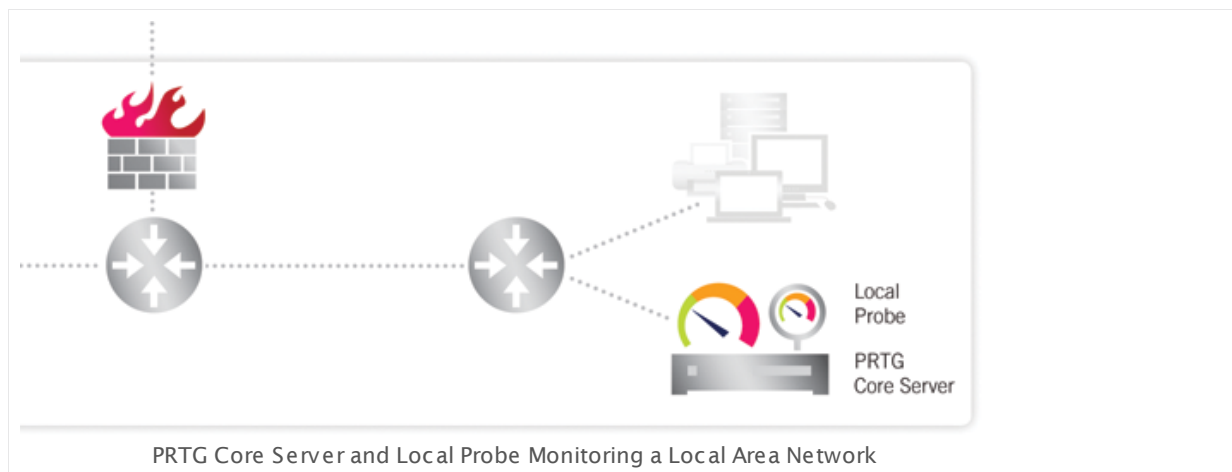 Local
Probe
PRTG
Core Server
PRTG Core Server and Local Probe Monitoring a Local Area Network